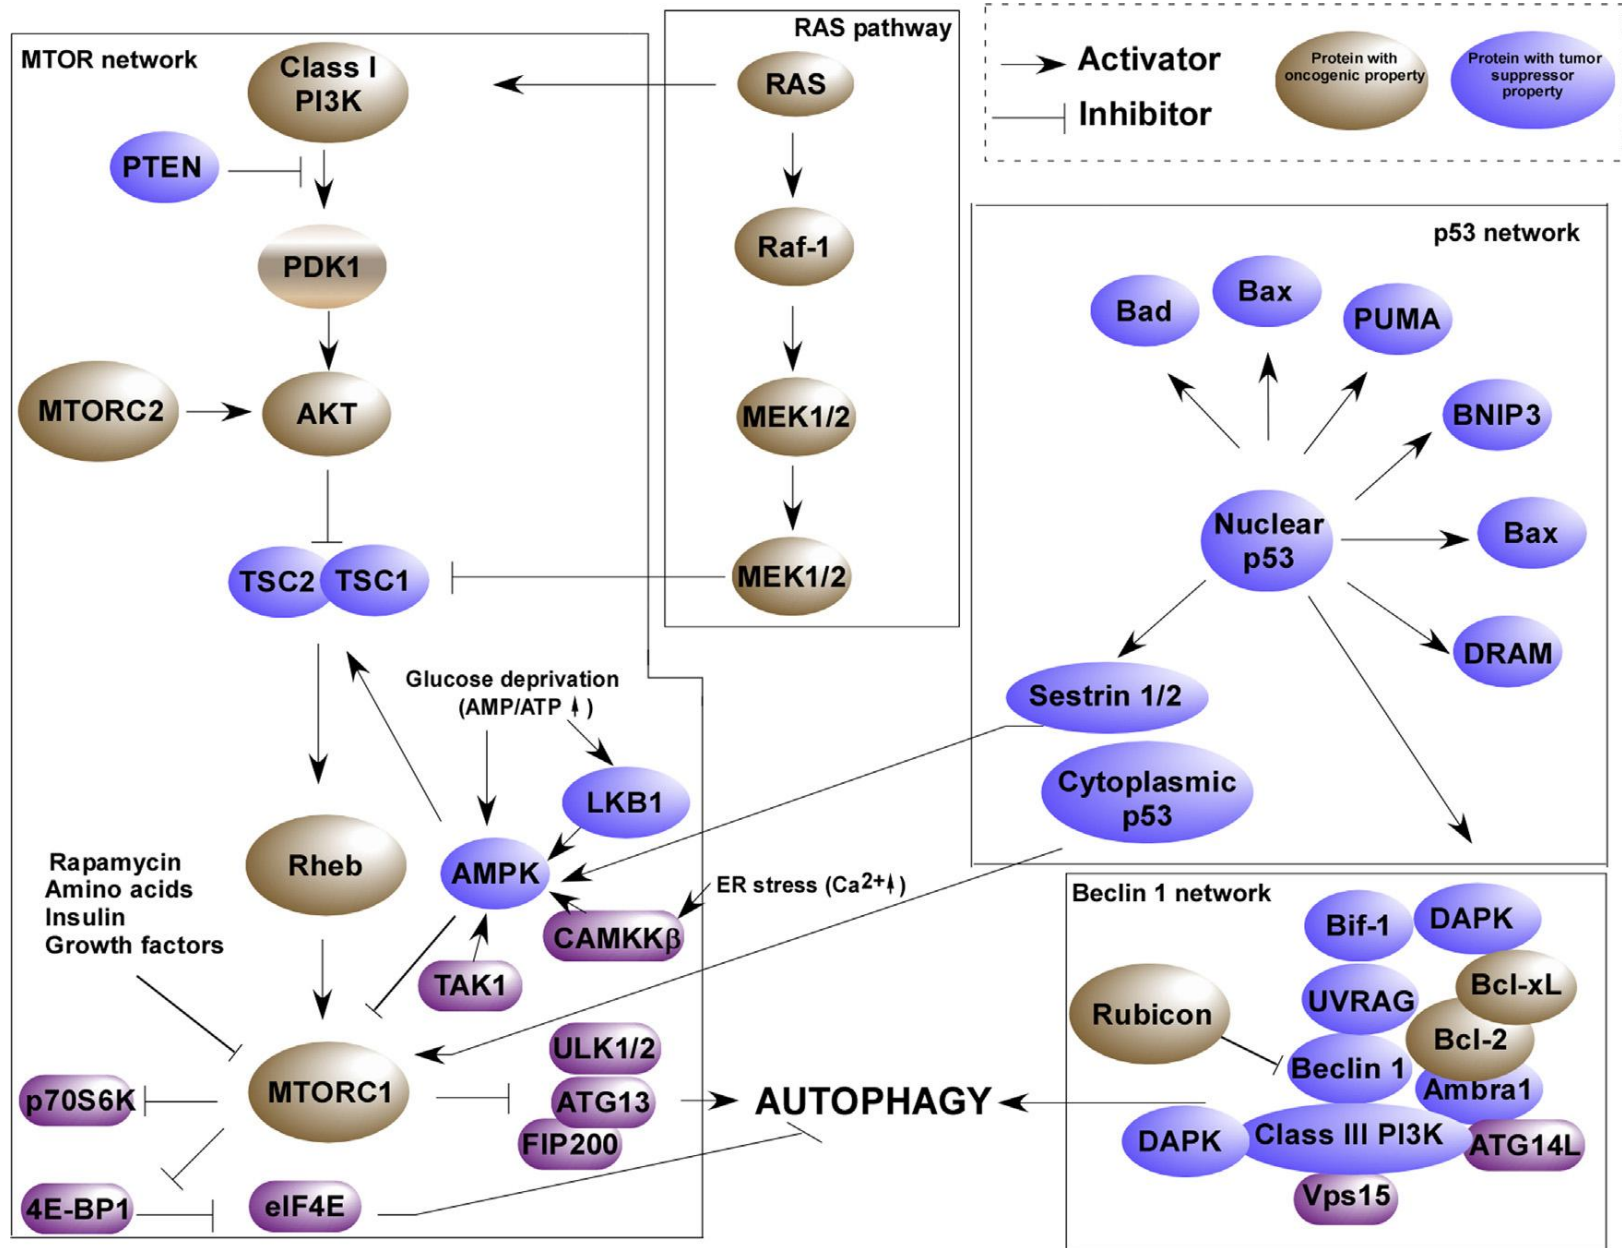 MTOR network
Class I
PI3K
PTEN
PDK1
MTORC2
AKT
TSC2
TSC1
Glucose deprivation
(AMP/ATP )
LKB1
Rheb
AMPK
Rapamycin
Amino acids
Insulin
Growth factors
ER stress (Ca2+ )
CAMKKβ
TAK1
MTORC1
p70S6K
ULK1/2
ATG13
FIP200
4E-BP1
eIF4E
AUTOPHAGY
RAS pathway
RAS
Raf-1
MEK1/2
MEK1/2
Activator
Inhibitor
Protein with
oncogenic property
Protein with tumor
suppressor
property
p53 network
Bad
Bax
PUMA
BNIP3
Nuclear
p53
Bax
DRAM
Sestrin 1/2
Cytoplasmic
p53
Beclin 1 network
Bif-1
DAPK
UVRAG
Bcl-xL
Rubicon
Bcl-2
Beclin 1
Ambra1
DAPK
Class III PI3K
ATG14L
Vps15